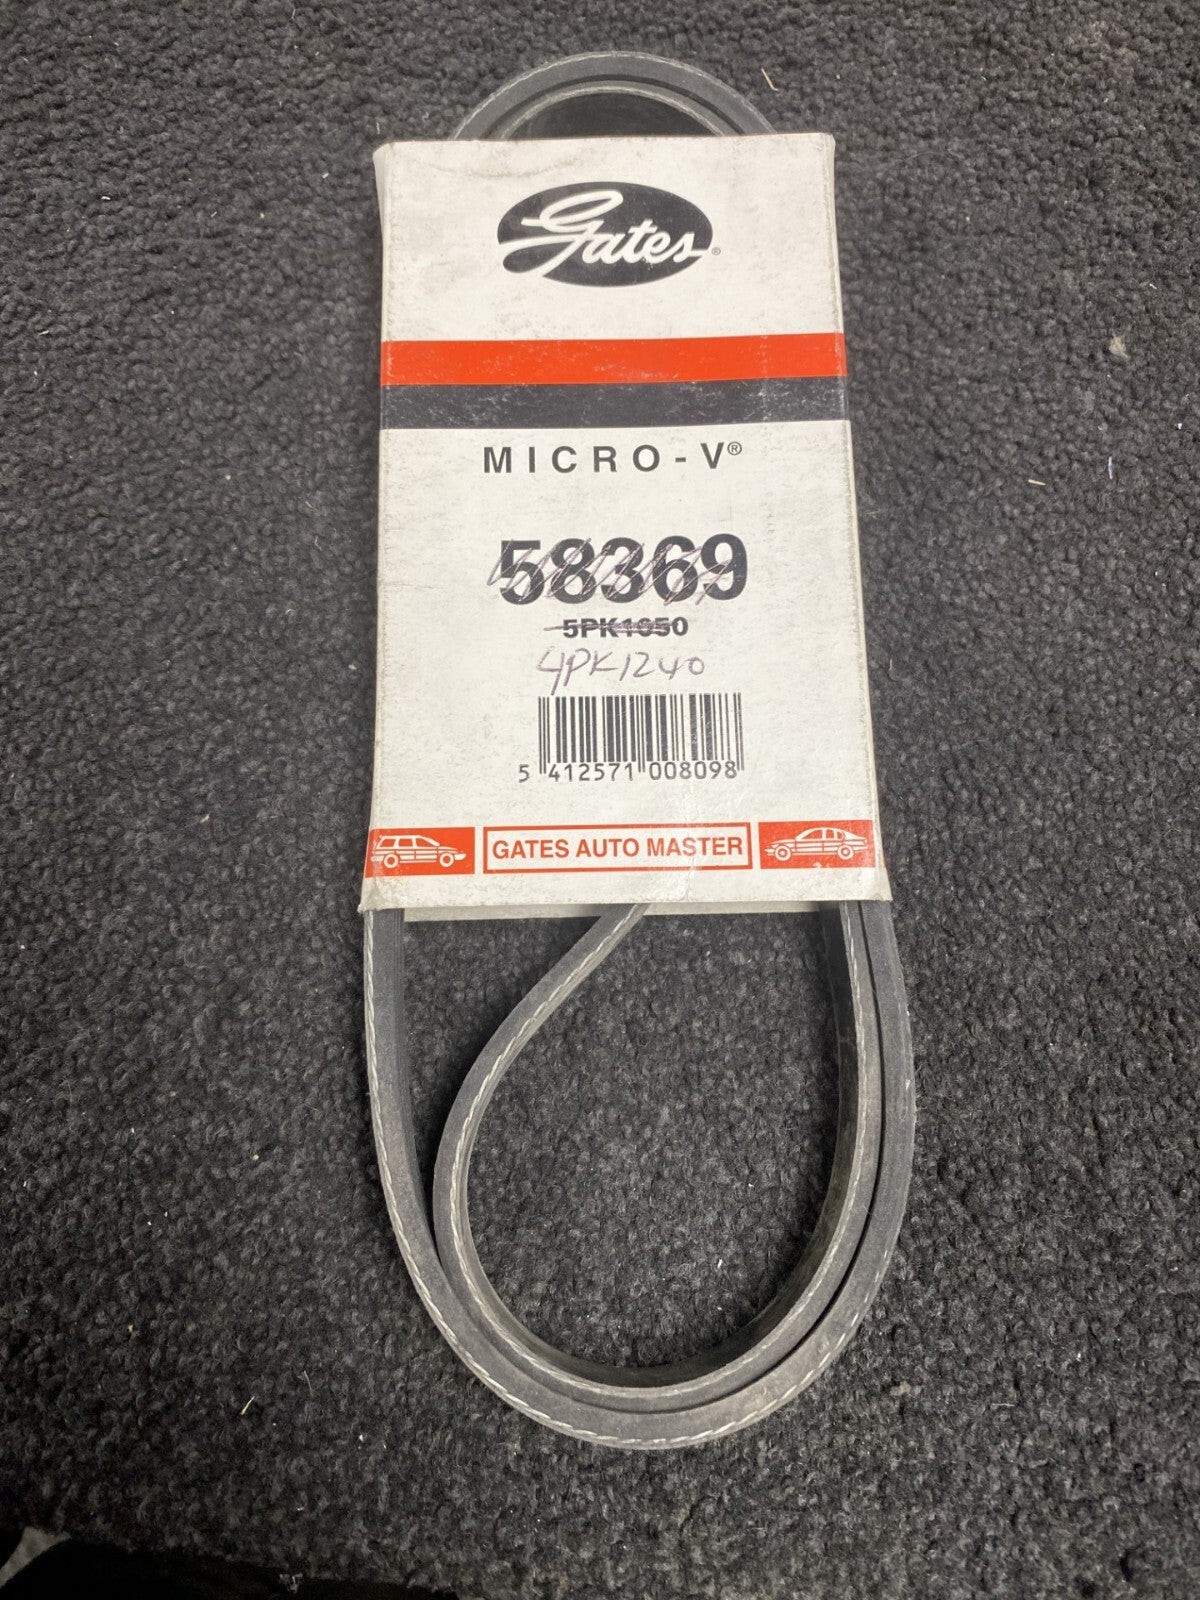 Gates®
MICRO-V®
58369
5PK1050
4PK1240
5 412571 008098
GATES AUTO MASTER